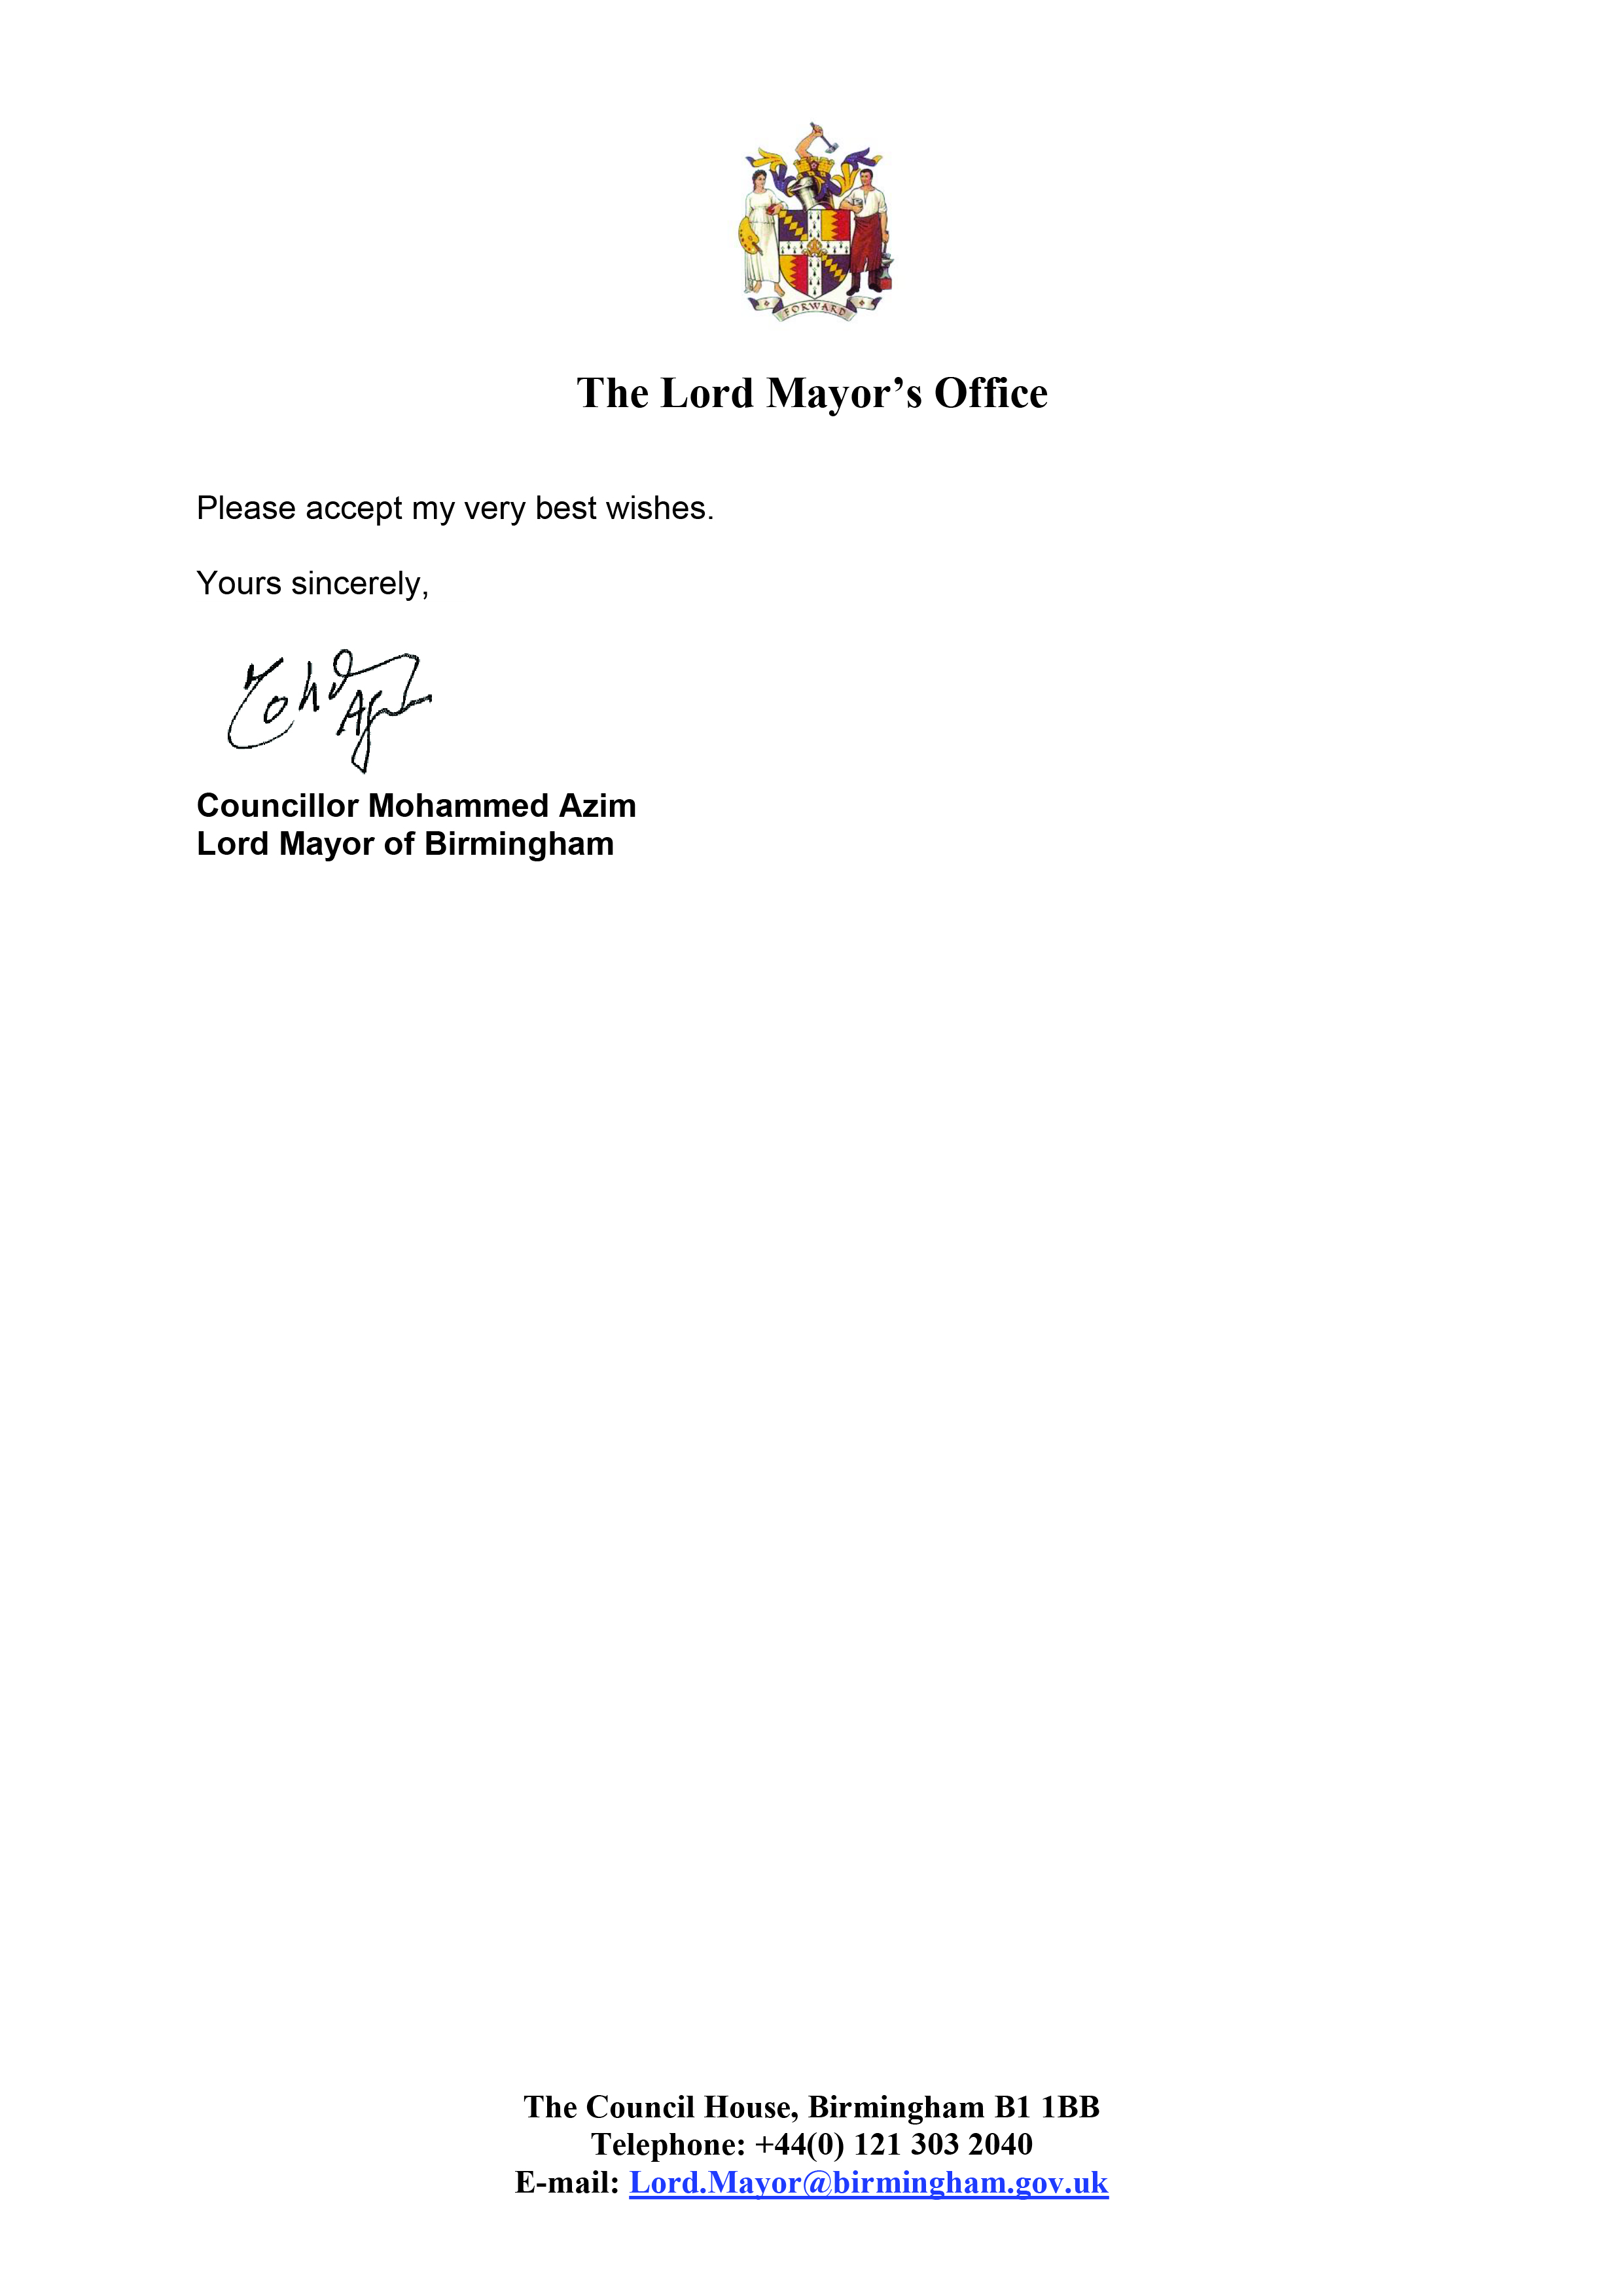 FORWARD
The Lord Mayor’s Office
Please accept my very best wishes.
Yours sincerely,
Councillor Mohammed Azim
Lord Mayor of Birmingham
The Council House, Birmingham B1 1BB
Telephone: +44(0) 121 303 2040
E-mail: Lord.Mayor@birmingham.gov.uk